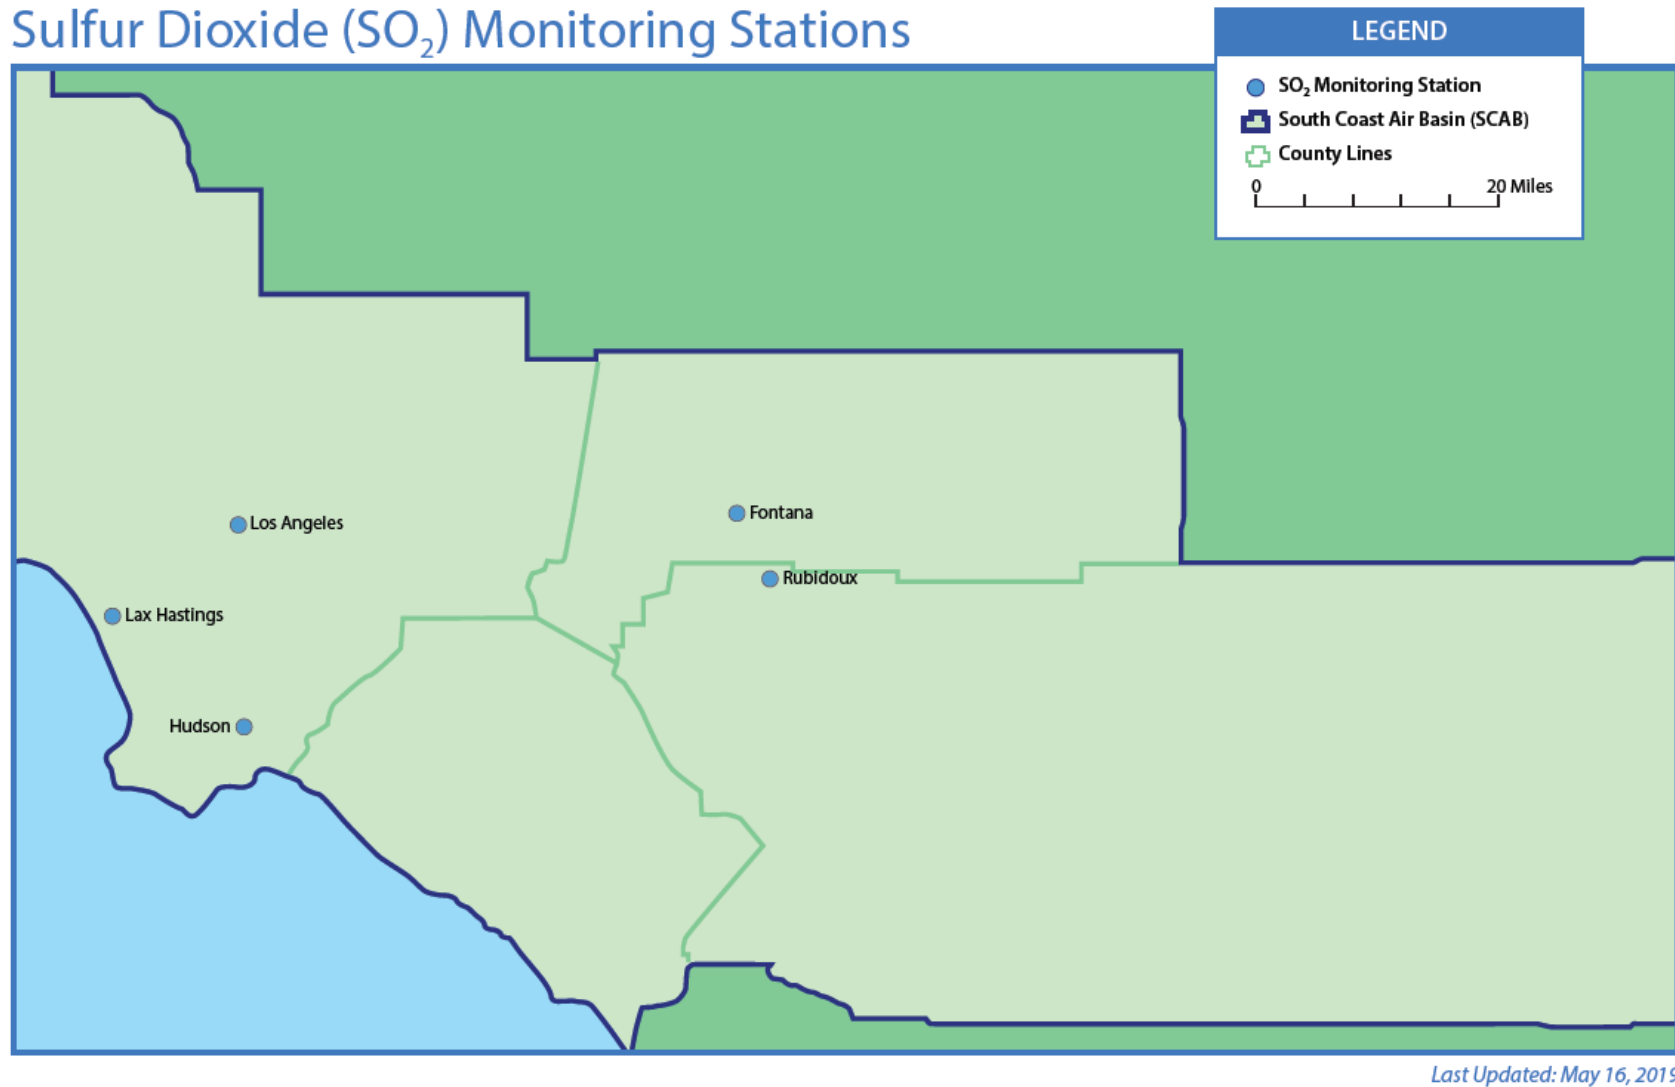 Sulfur Dioxide (SO₂) Monitoring Stations
LEGEND
SO₂ Monitoring Station
South Coast Air Basin (SCAB)
County Lines
0 20 Miles
Los Angeles
Fontana
Rubidoux
Lax Hastings
Hudson
Last Updated: May 16, 2019